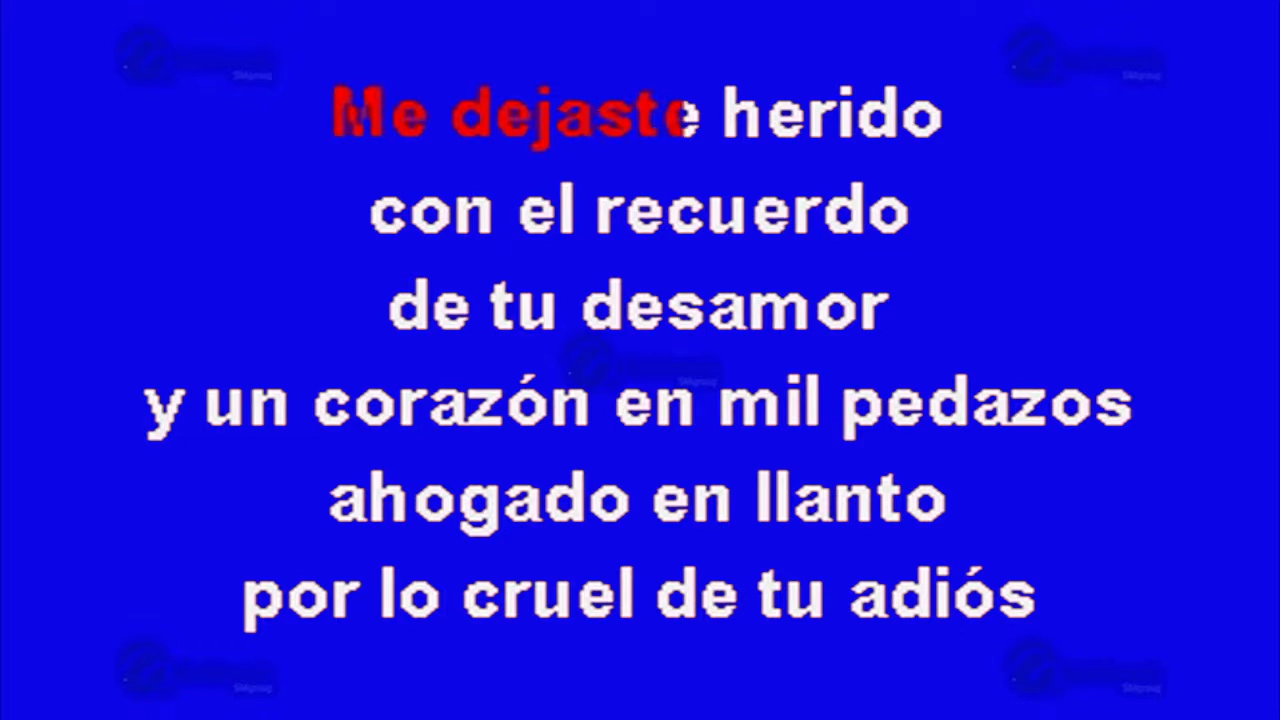 Me dejaste herido
con el recuerdo
de tu desamor
y un corazón en mil pedazos
ahogado en llanto
por lo cruel de tu adiós